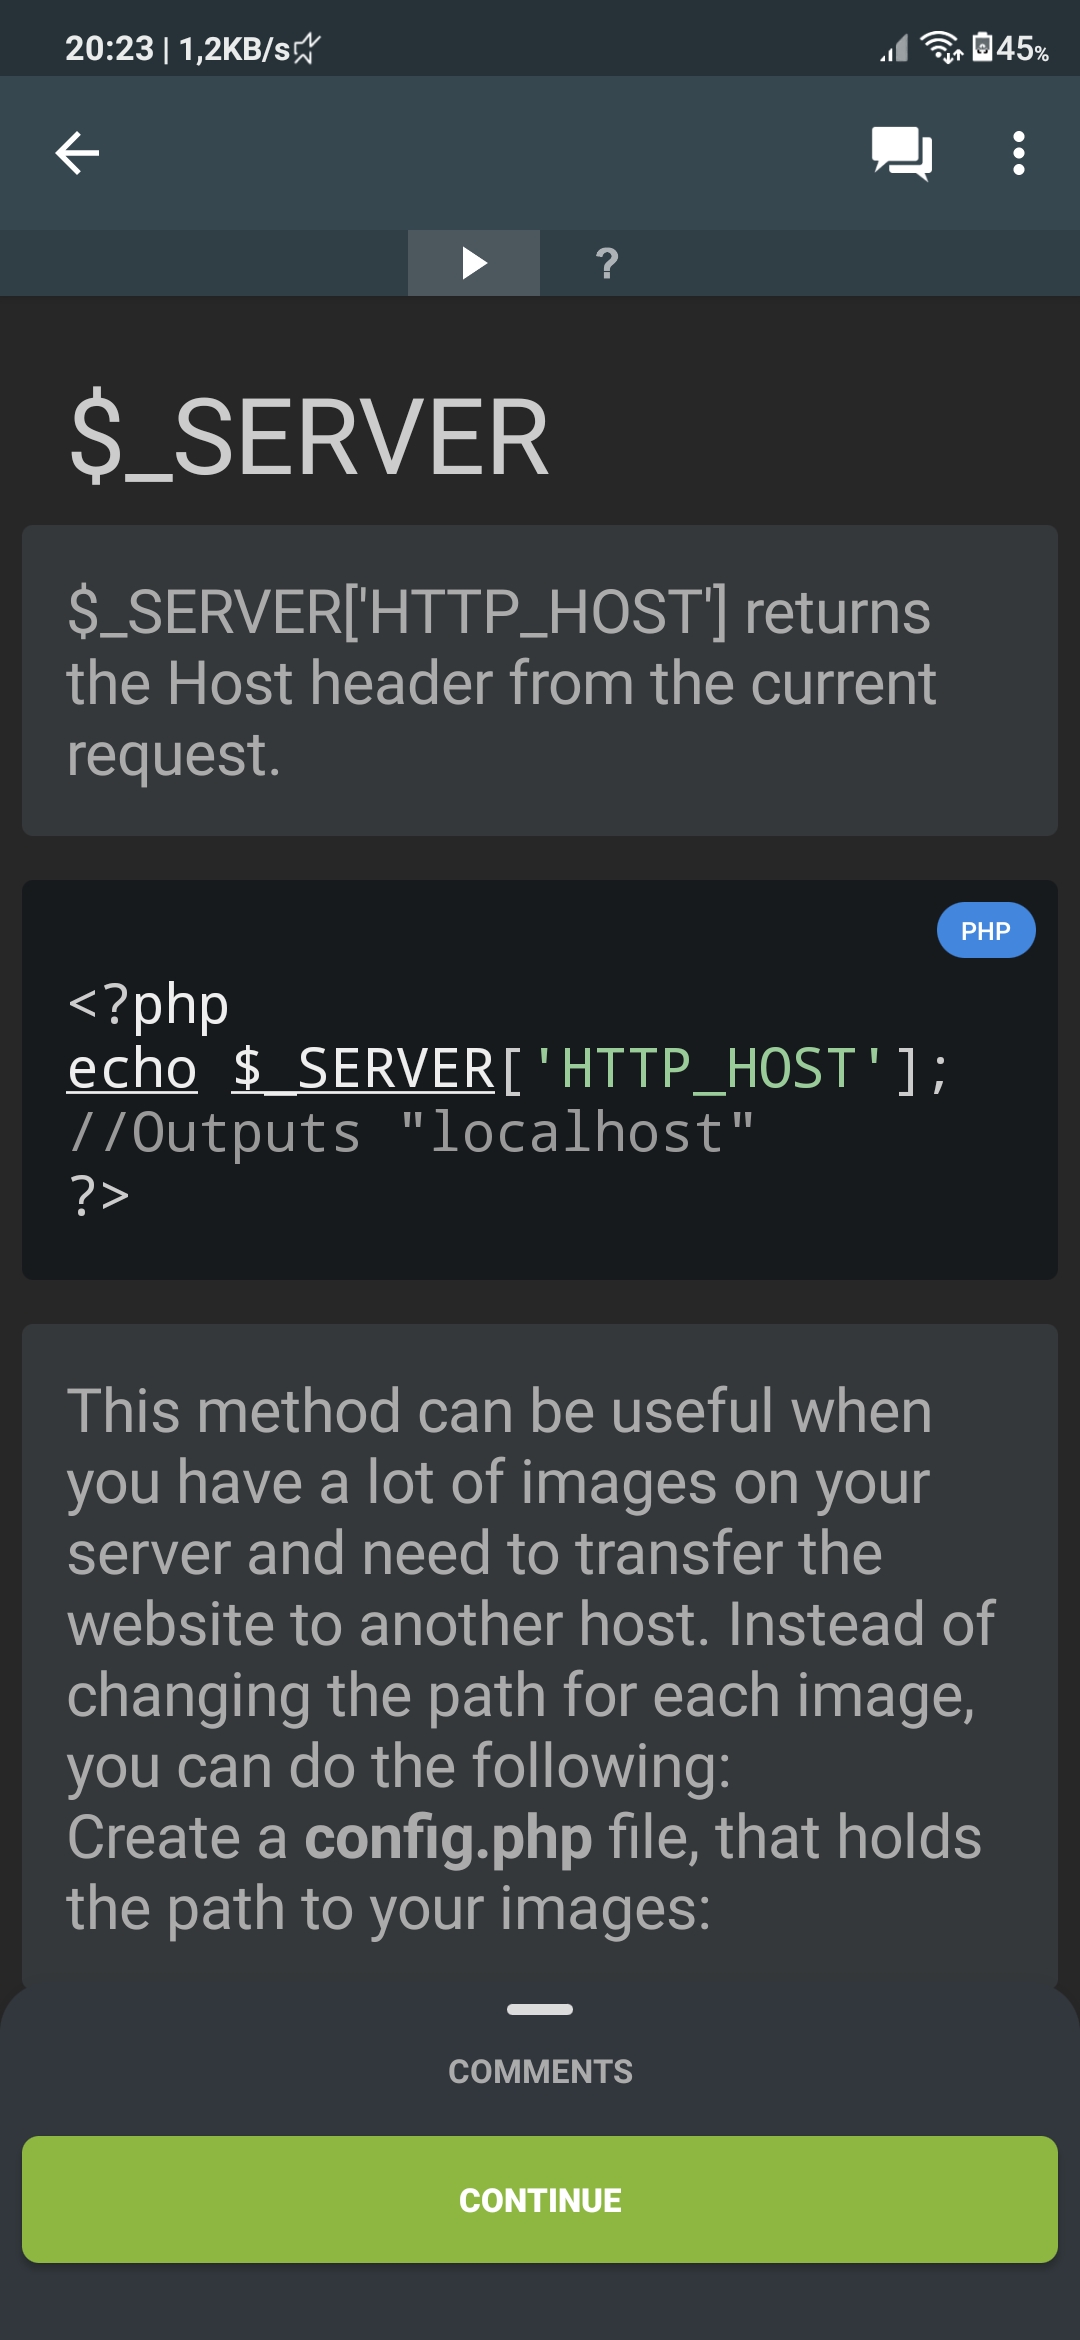 20:23 | 1,2KB/s 45%
?
$_SERVER
$_SERVER['HTTP_HOST'] returns
the Host header from the current
request.
PHP
<?php
echo $_SERVER['HTTP_HOST'];
//Outputs "localhost"
?>
This method can be useful when
you have a lot of images on your
server and need to transfer the
website to another host. Instead of
changing the path for each image,
you can do the following:
Create a config.php file, that holds
the path to your images:
COMMENTS
CONTINUE